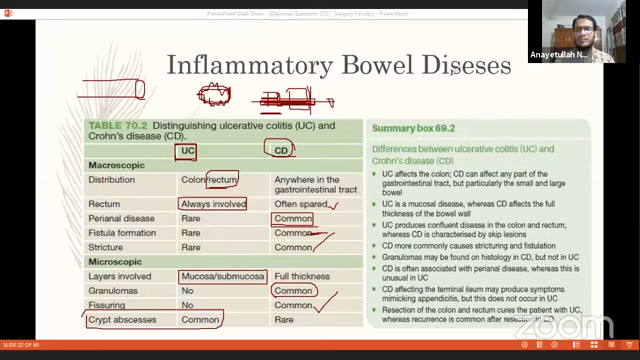 PowerPoint Slide Show - [Diploma Questions 2021_Surgery Faculty] - PowerPoint
Anayetullah N...
Inflammatory Bowel Diseses
TABLE 70.2 Distinguishing ulcerative colitis (UC) and
Crohn's disease (CD).
UC CD
Macroscopic
Distribution Colon/rectum Anywhere in the
gastrointestinal tract
Rectum Always involved Often spared
Perianal disease Rare Common
Fistula formation Rare Common
Stricture Rare Common
Microscopic
Layers involved Mucosa/submucosa Full thickness
Granulomas No Common
Fissuring No Common
Crypt abscesses Common Rare
Summary box 69.2
Differences between ulcerative colitis (UC) and
Crohn's disease (CD)
UC affects the colon; CD can affect any part of the
gastrointestinal tract, but particularly the small and large
bowel
UC is a mucosal disease, whereas CD affects the full
thickness of the bowel wall
UC produces confluent disease in the colon and rectum,
whereas CD is characterised by skip lesions
CD more commonly causes stricturing and fistulation
Granulomas may be found on histology in CD, but not in UC
CD is often associated with perianal disease, whereas this is
unusual in UC
CD affecting the terminal ileum may produce symptoms
mimicking appendicitis, but this does not occur in UC
Resection of the colon and rectum cures the patient with UC,
whereas recurrence is common after resection in CD
zoom
SLIDE 22 OF 60